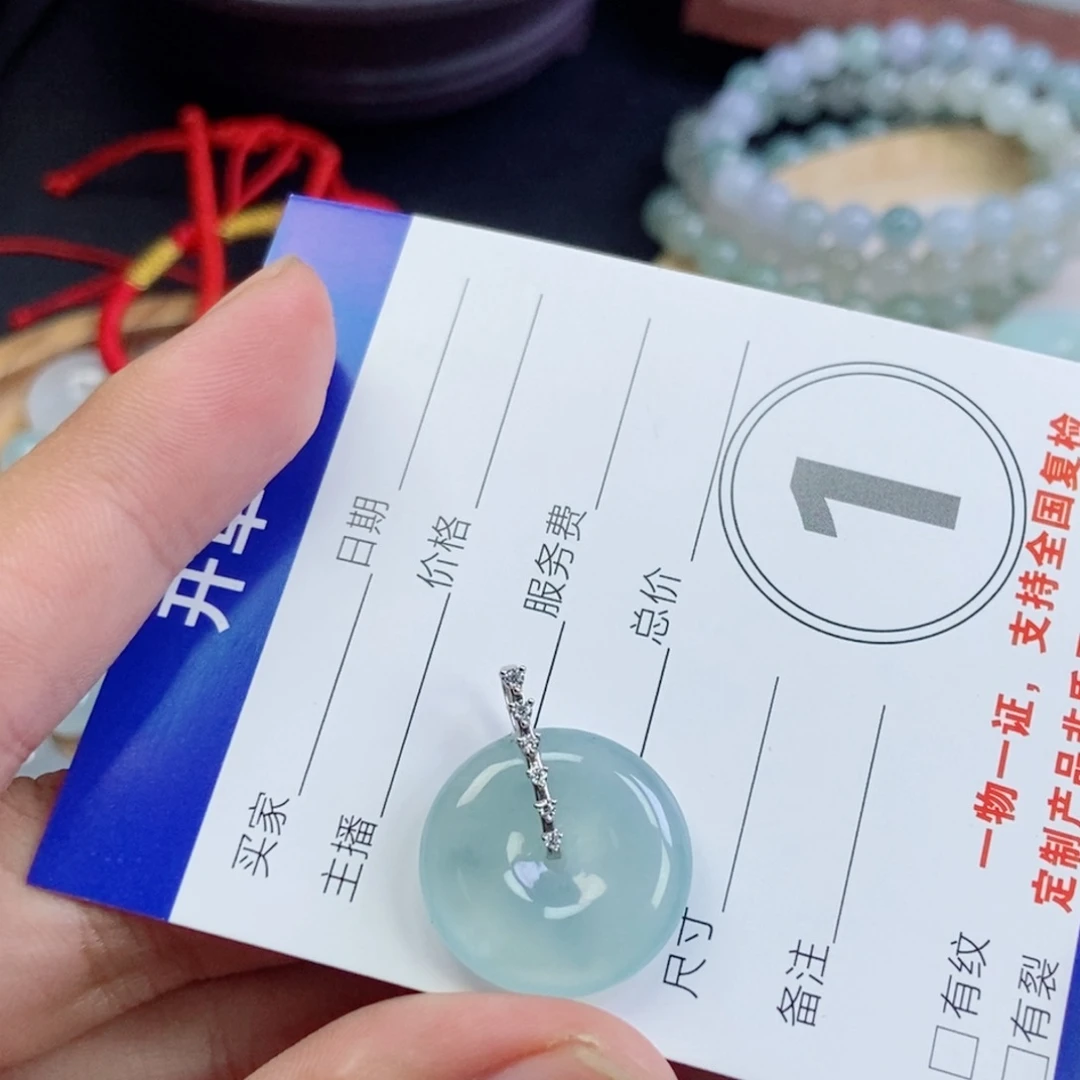 开单
买家 日期
主播 价格
服务费
总价
尺寸
备注
1
□有纹
□有裂
一物一证，支持全国复检
定制产品非质